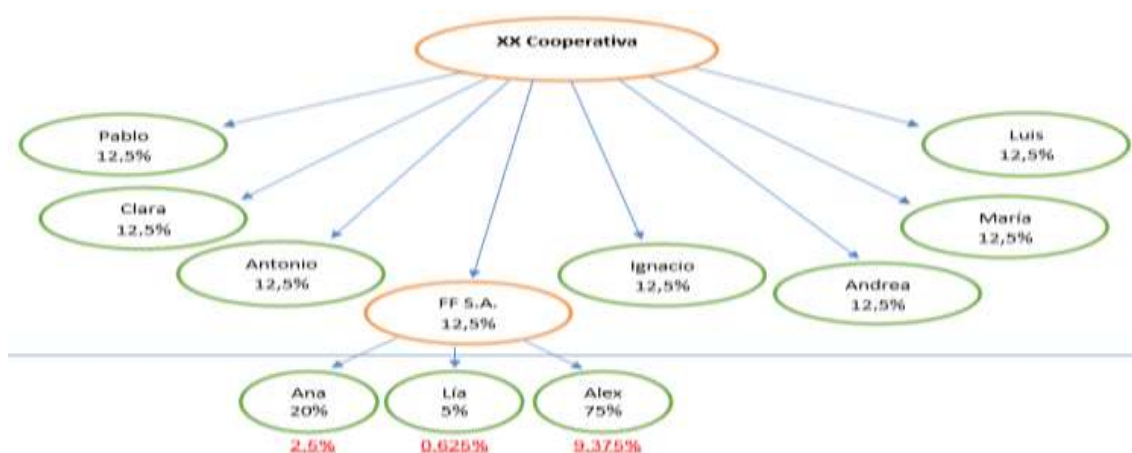 XX Cooperativa
Pablo
12,5%
Luis
12,5%
Clara
12,5%
María
12,5%
Antonio
12,5%
Ignacio
12,5%
Andrea
12,5%
FF S.A.
12,5%
Ana
20%
Lía
5%
Alex
75%
2.5%
0.625%
9.375%